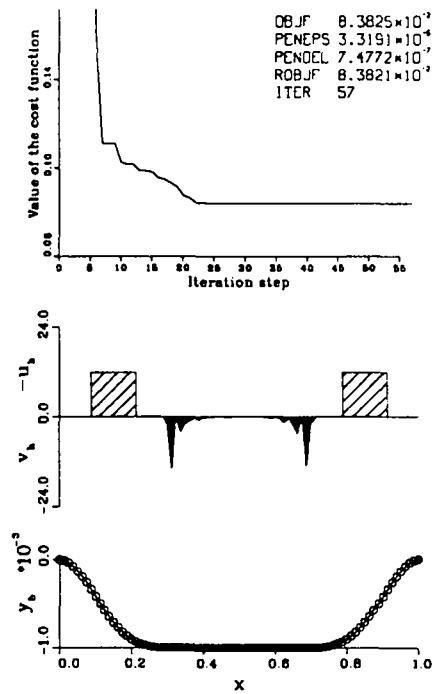 OBJF 8.3825*10⁻²
PENEPS 3.3191*10⁻⁶
PENDEL 7.4772*10⁻⁷
ROBJF 8.3821*10⁻²
ITER 57
Value of the cost function
0.14
0.10
0.06
0 5 10 15 20 25 30 35 40 45 50 55
Iteration step
24.0
0.0
-24.0
-u_h
v_h
0.0
-1.0
y_h *10⁻³
0.0 0.2 0.4 0.6 0.8 1.0
x